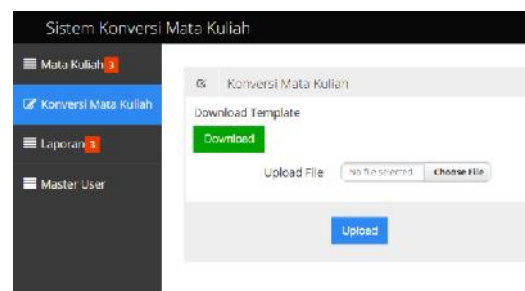 Sistem Konversi Mata Kuliah
Mata Kuliah 3
Konversi Mata Kuliah
Laporan 3
Master User
Konversi Mata Kuliah
Download Template
Download
Upload File No file selected Choose File
Upload